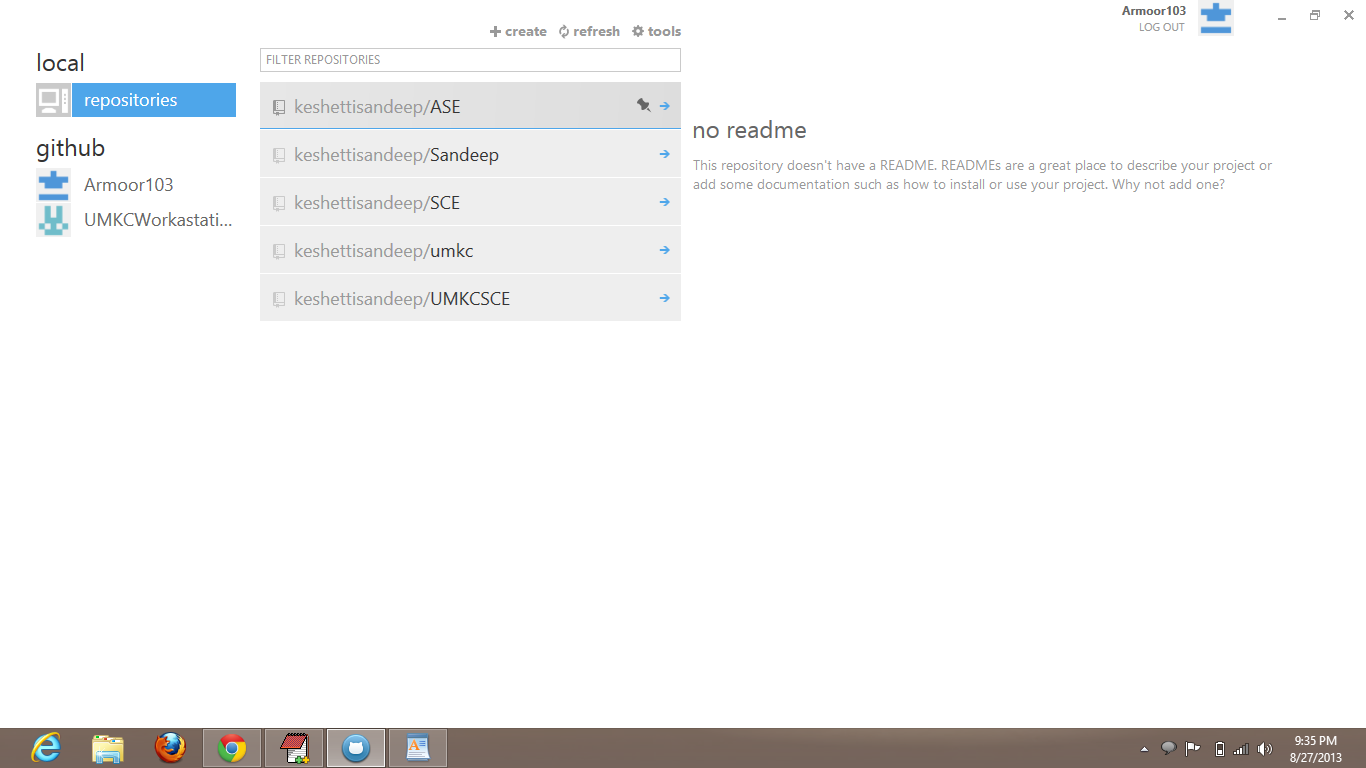 Armoor103
LOG OUT
create refresh tools
local
FILTER REPOSITORIES
repositories
keshettisandeep/ASE
no readme
github
keshettisandeep/Sandeep
This repository doesn't have a README. READMEs are a great place to describe your project or
add some documentation such as how to install or use your project. Why not add one?
Armoor103
keshettisandeep/SCE
UMKCWorkastati...
keshettisandeep/umkc
keshettisandeep/UMKCSCE
9:35 PM
8/27/2013